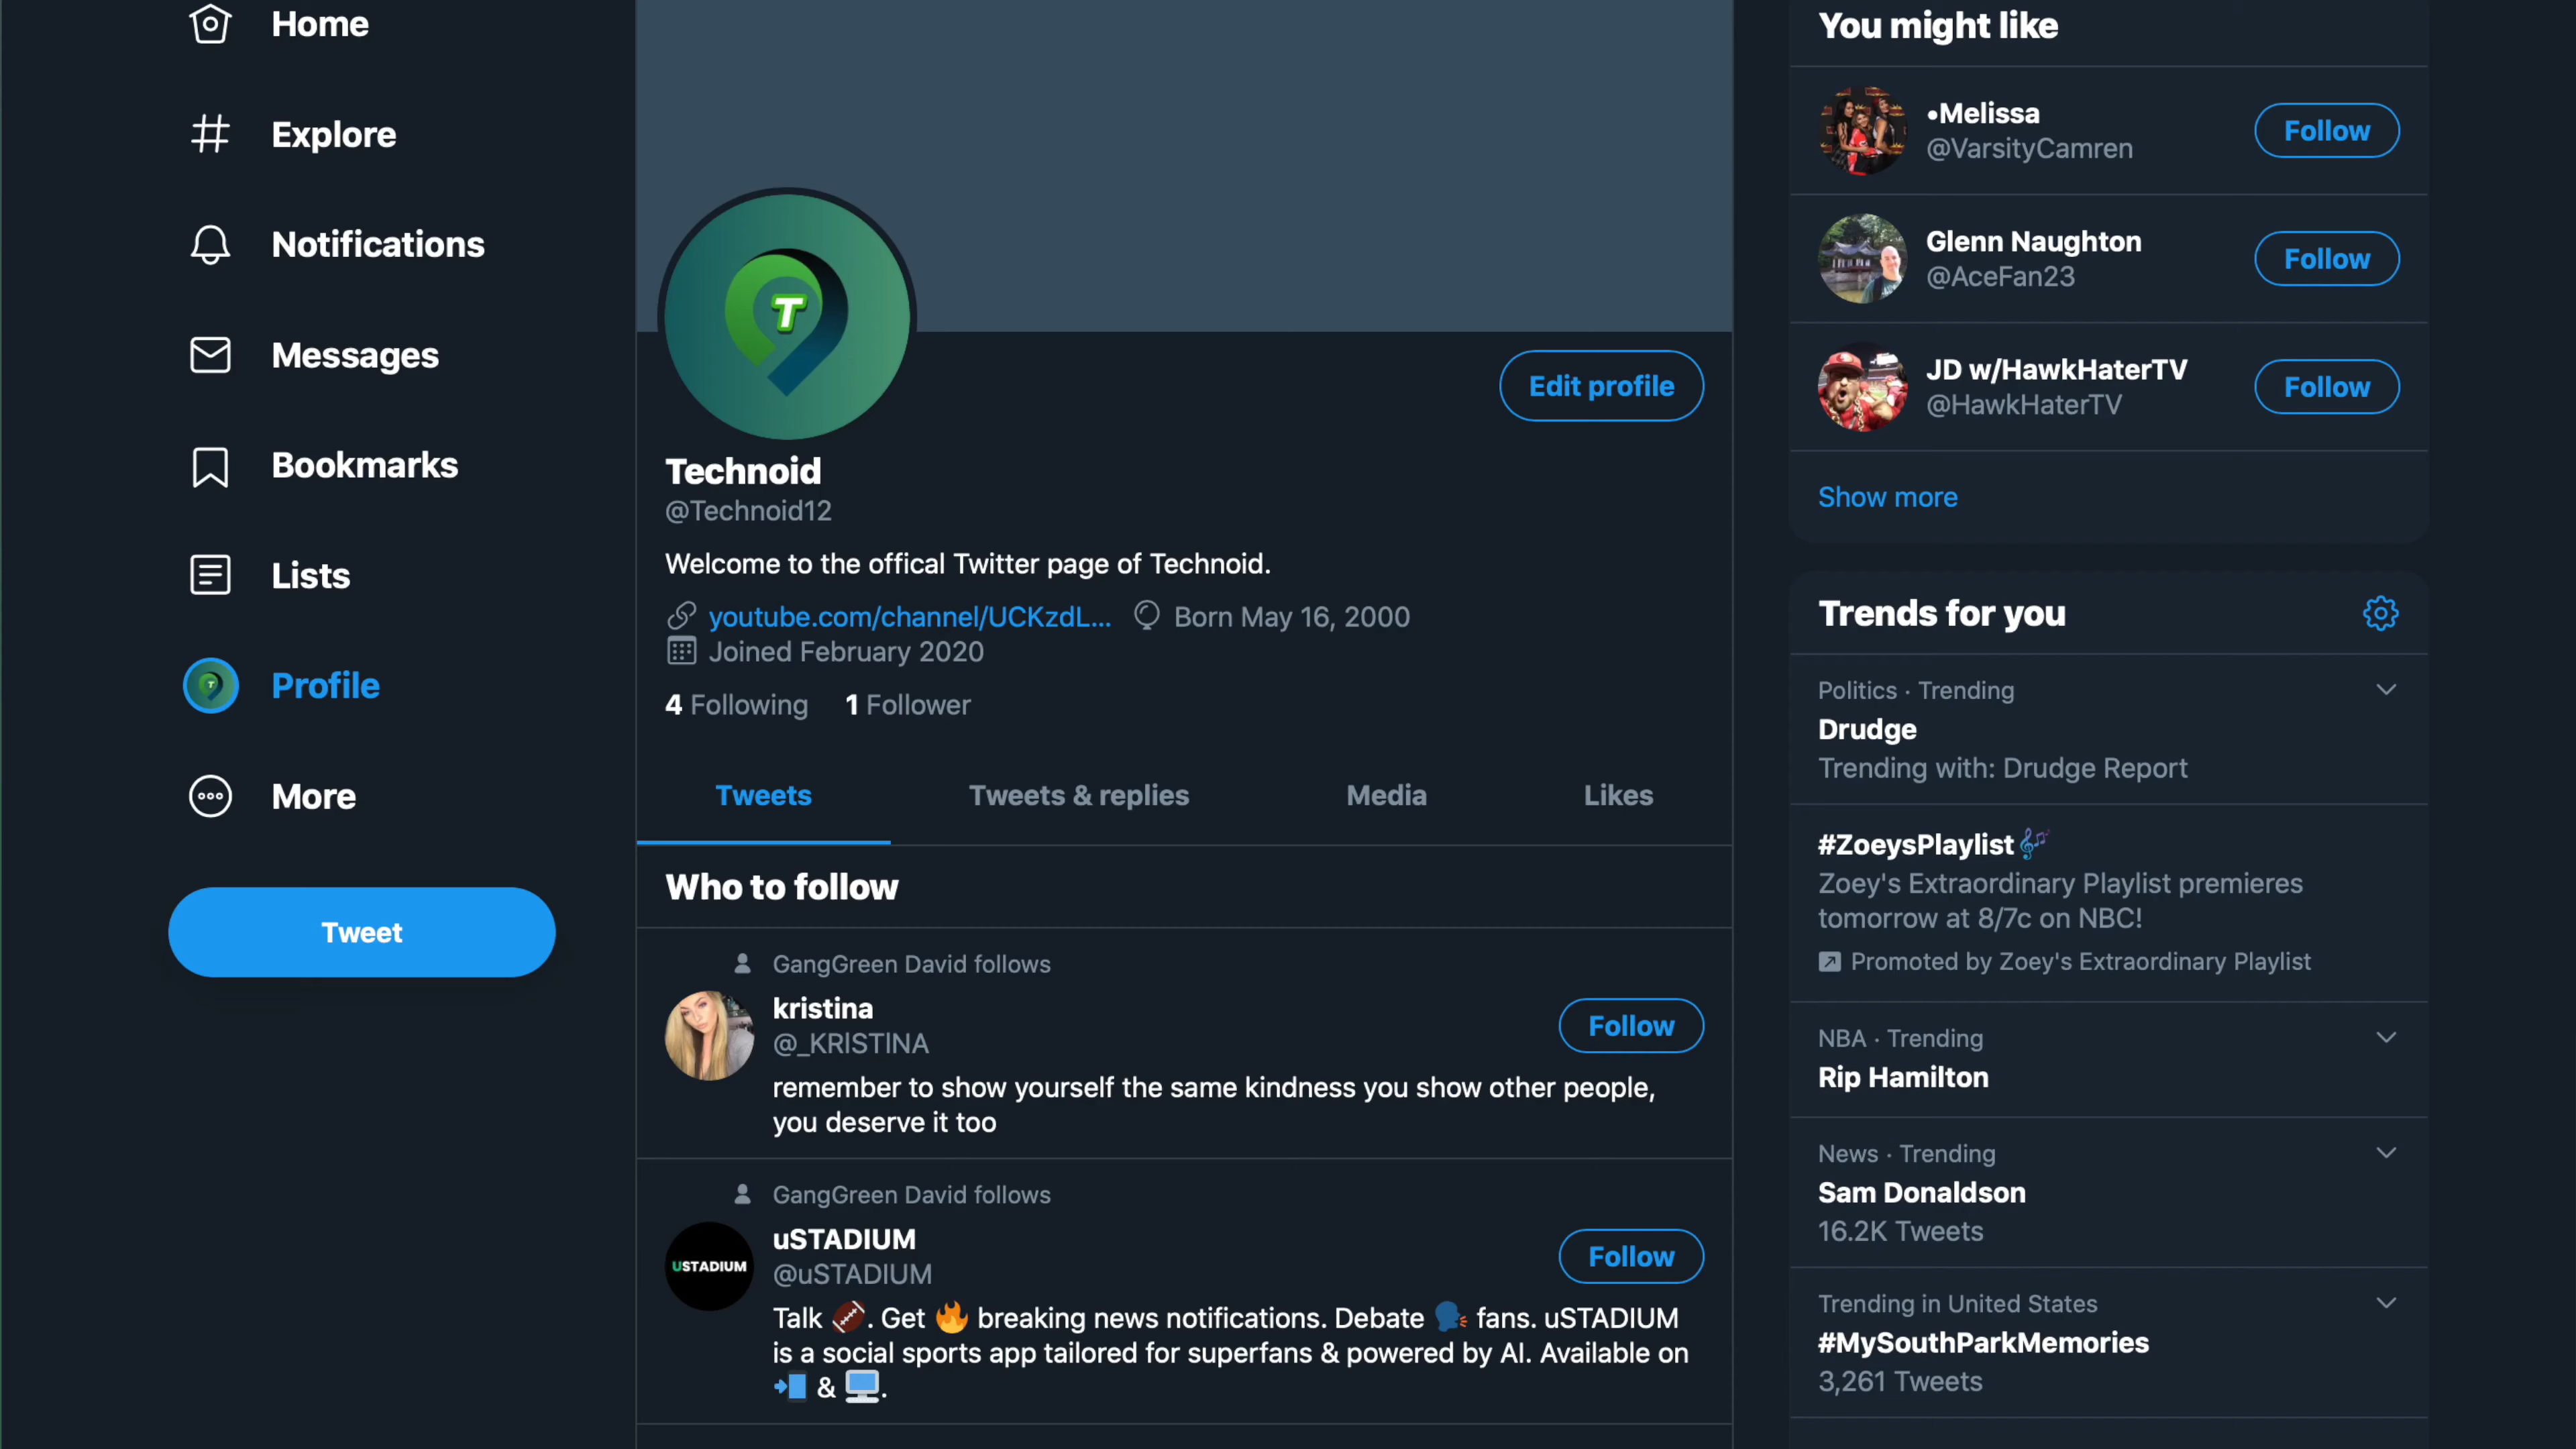 Home
Explore
Notifications
Messages
Bookmarks
Lists
Profile
More
Tweet
T
Edit profile
Technoid
@Technoid12
Welcome to the offical Twitter page of Technoid.
youtube.com/channel/UCKzdL... Born May 16, 2000
Joined February 2020
4 Following 1 Follower
Tweets Tweets & replies Media Likes
Who to follow
GangGreen David follows
kristina
@_KRISTINA
Follow
remember to show yourself the same kindness you show other people,
you deserve it too
GangGreen David follows
USTADIUM
uSTADIUM
@uSTADIUM
Follow
Talk 🏈. Get 🔥 breaking news notifications. Debate 🗣 fans. uSTADIUM
is a social sports app tailored for superfans & powered by AI. Available on
📲 & 🖥.
You might like
•Melissa
@VarsityCamren
Follow
Glenn Naughton
@AceFan23
Follow
JD w/HawkHaterTV
@HawkHaterTV
Follow
Show more
Trends for you
Politics · Trending
Drudge
Trending with: Drudge Report
#ZoeysPlaylist
Zoey's Extraordinary Playlist premieres
tomorrow at 8/7c on NBC!
Promoted by Zoey's Extraordinary Playlist
NBA · Trending
Rip Hamilton
News · Trending
Sam Donaldson
16.2K Tweets
Trending in United States
#MySouthParkMemories
3,261 Tweets